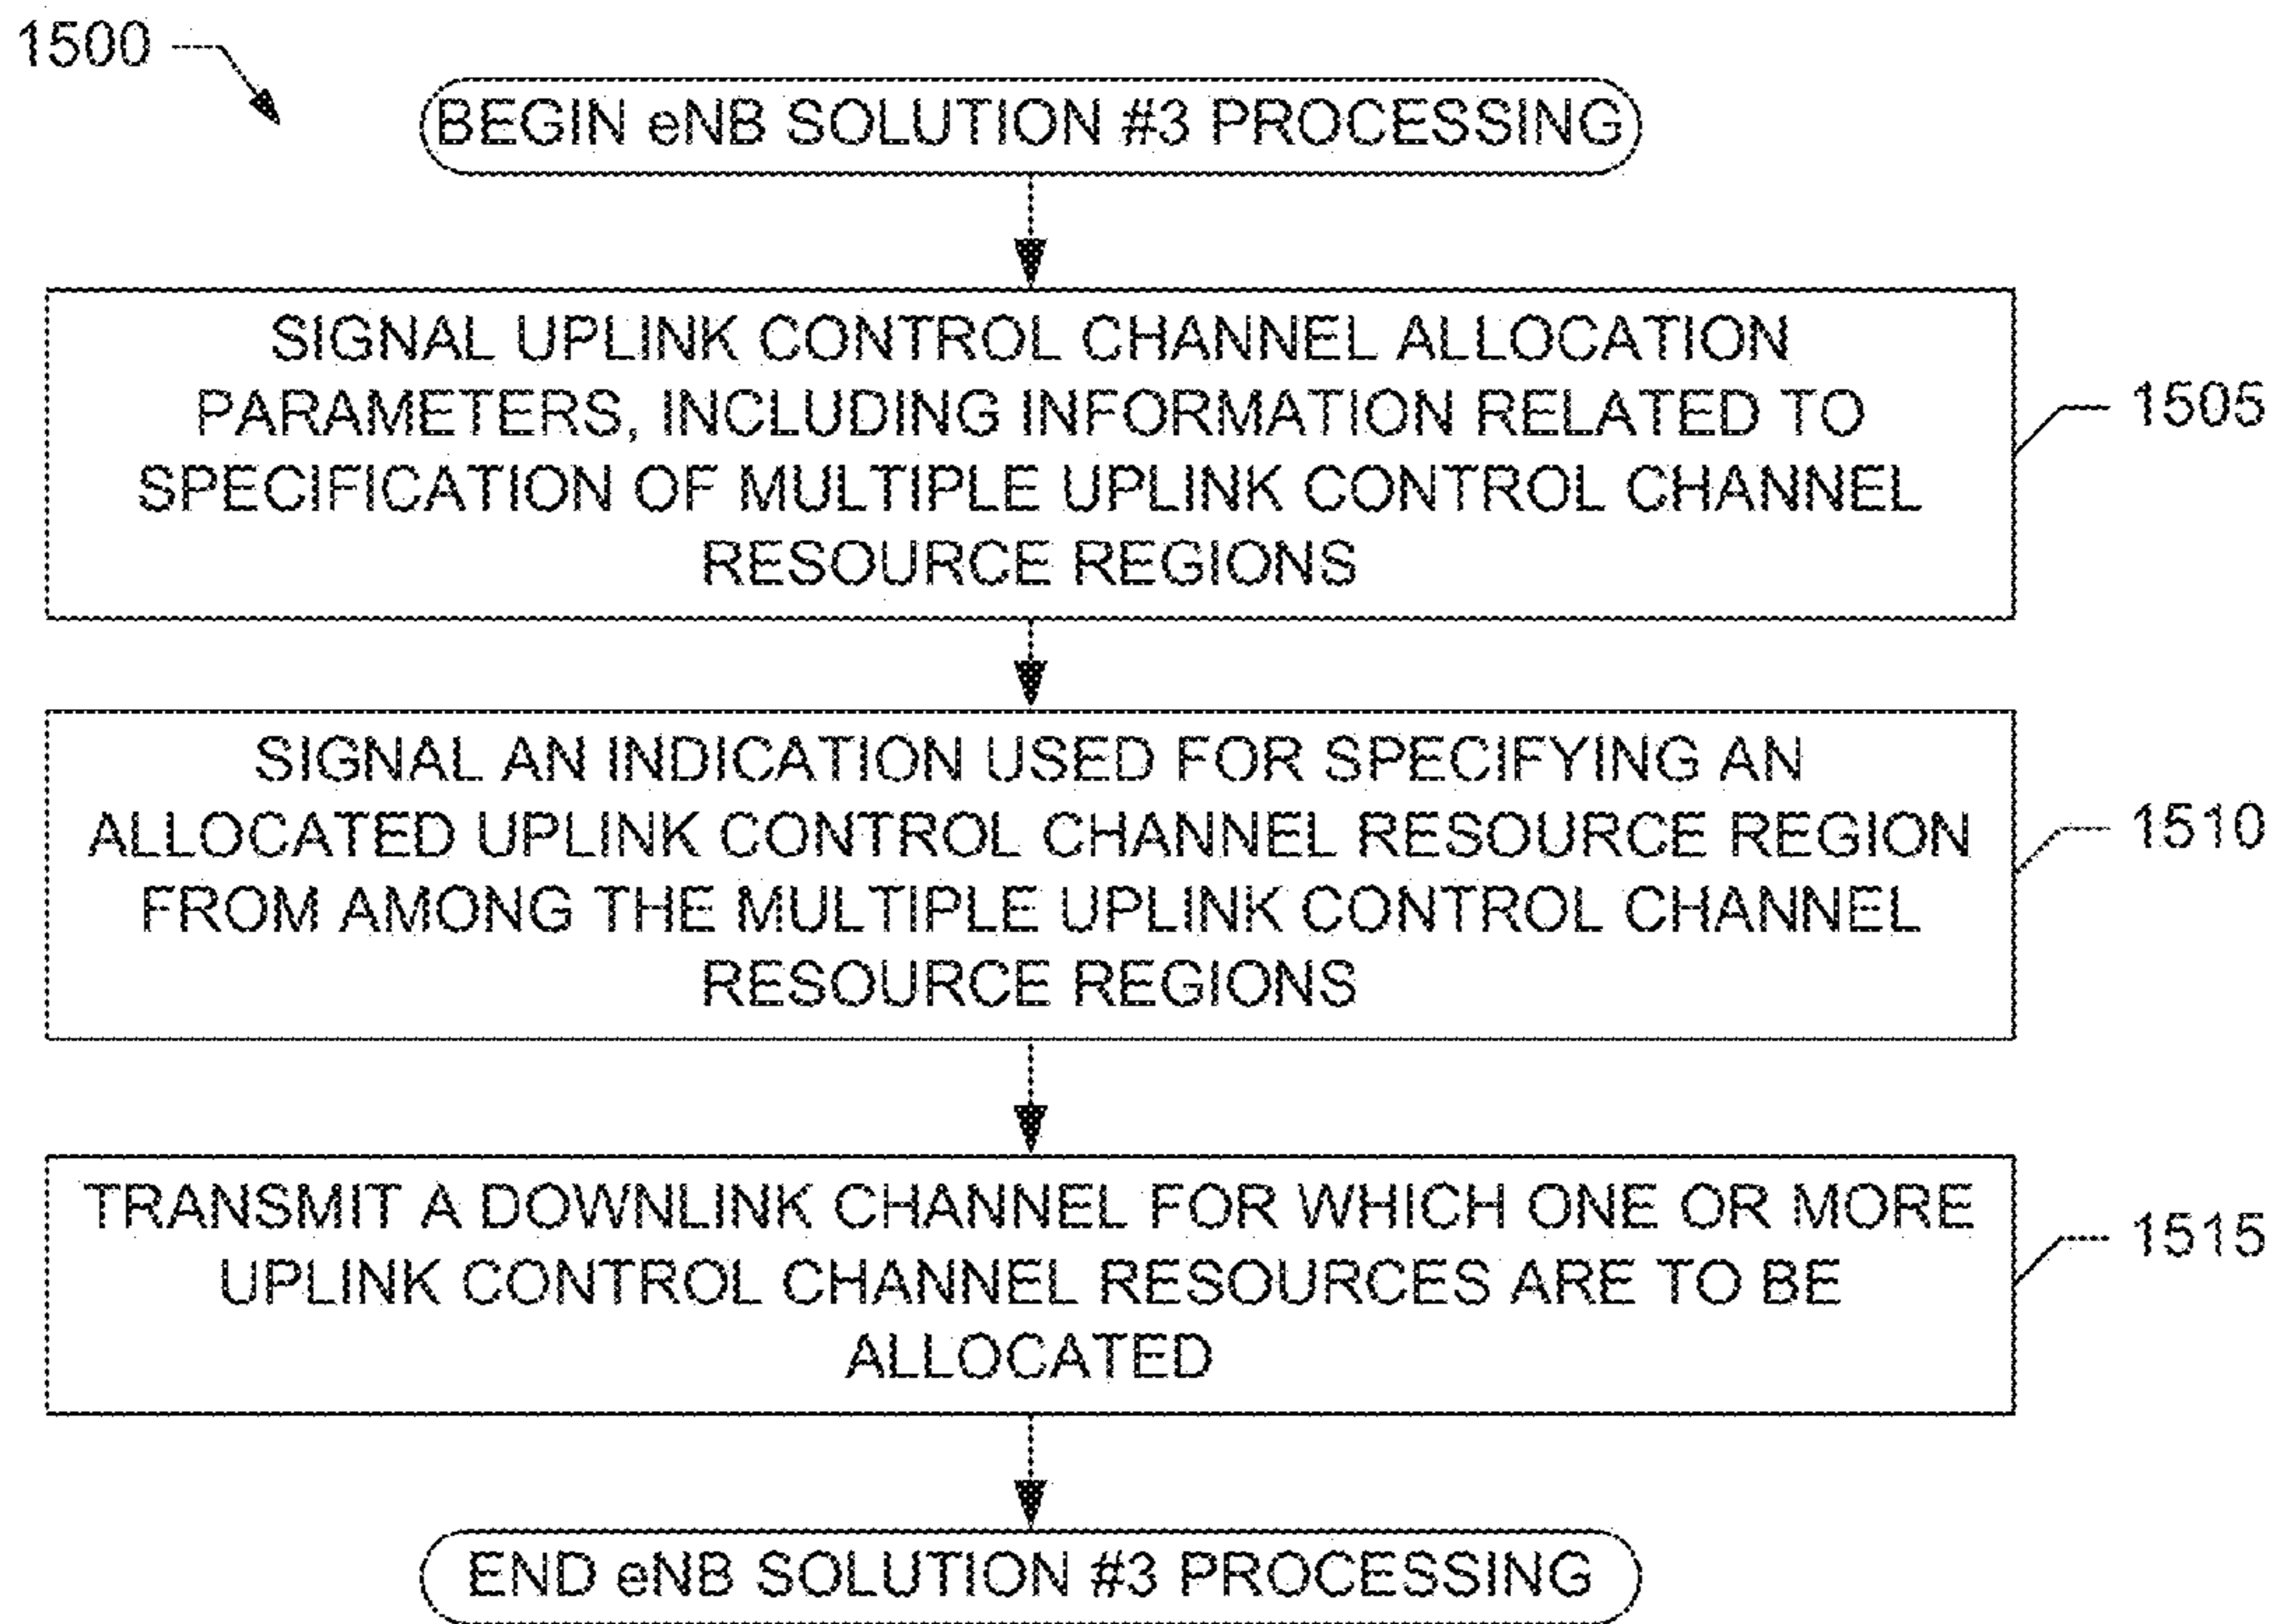 1500
BEGIN eNB SOLUTION #3 PROCESSING
SIGNAL UPLINK CONTROL CHANNEL ALLOCATION
PARAMETERS, INCLUDING INFORMATION RELATED TO
SPECIFICATION OF MULTIPLE UPLINK CONTROL CHANNEL
RESOURCE REGIONS
1505
SIGNAL AN INDICATION USED FOR SPECIFYING AN
ALLOCATED UPLINK CONTROL CHANNEL RESOURCE REGION
FROM AMONG THE MULTIPLE UPLINK CONTROL CHANNEL
RESOURCE REGIONS
1510
TRANSMIT A DOWNLINK CHANNEL FOR WHICH ONE OR MORE
UPLINK CONTROL CHANNEL RESOURCES ARE TO BE
ALLOCATED
1515
END eNB SOLUTION #3 PROCESSING